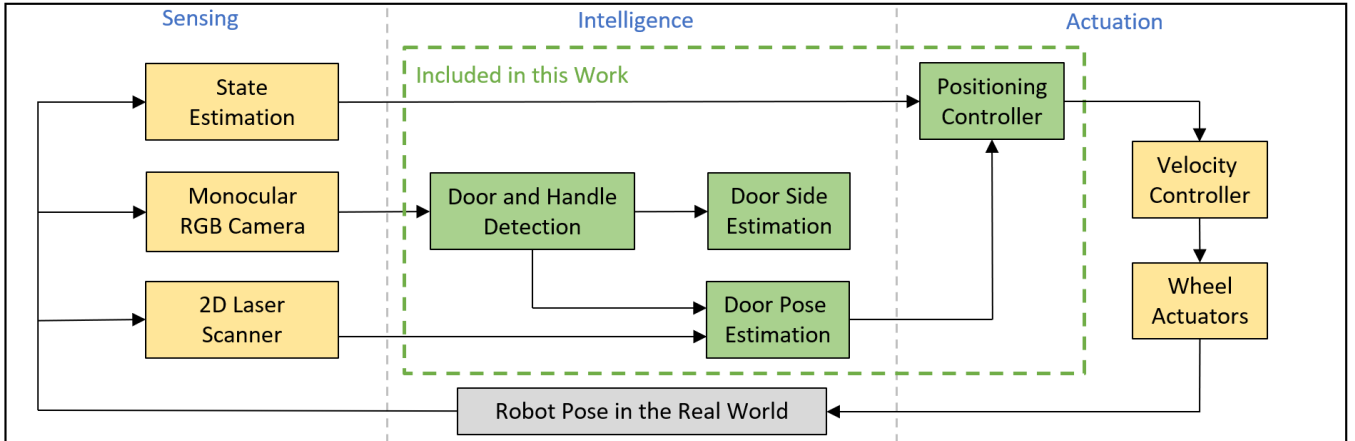 Sensing
Intelligence
Actuation
Included in this Work
State
Estimation
Positioning
Controller
Monocular
RGB Camera
Door and Handle
Detection
Door Side
Estimation
Velocity
Controller
2D Laser
Scanner
Door Pose
Estimation
Wheel
Actuators
Robot Pose in the Real World